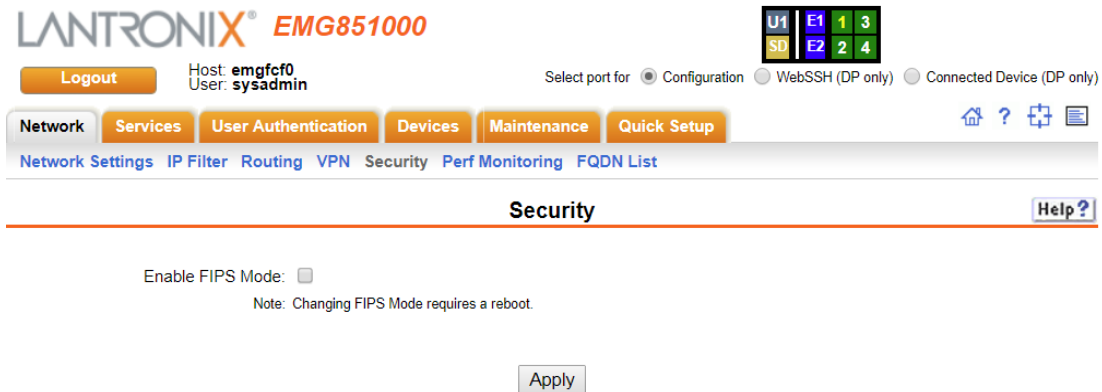 LANTRONIX® EMG851000
U1 E1 1 3
SD E2 2 4
Logout
Host: emgfcf0
User: sysadmin
Select port for Configuration WebSSH (DP only) Connected Device (DP only)
Network Services User Authentication Devices Maintenance Quick Setup
?
Network Settings IP Filter Routing VPN Security Perf Monitoring FQDN List
Security
Help?
Enable FIPS Mode:
Note: Changing FIPS Mode requires a reboot.
Apply